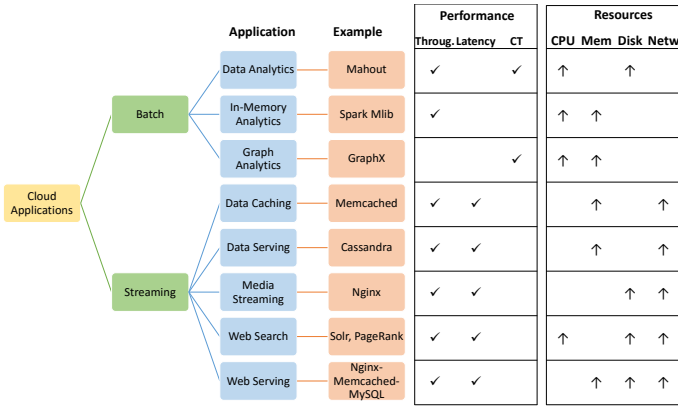 Application Example Performance Resources
Throug. Latency CT CPU Mem Disk Netw
Data Analytics Mahout ✓ ✓ ↑ ↑
Batch In-Memory Analytics Spark Mlib ✓ ↑ ↑
Graph Analytics GraphX ✓ ↑ ↑
Cloud Applications
Data Caching Memcached ✓ ✓ ↑ ↑
Data Serving Cassandra ✓ ✓ ↑ ↑
Streaming Media Streaming Nginx ✓ ✓ ↑ ↑
Web Search Solr, PageRank ✓ ✓ ↑ ↑ ↑
Web Serving Nginx-Memcached-MySQL ✓ ✓ ↑ ↑ ↑